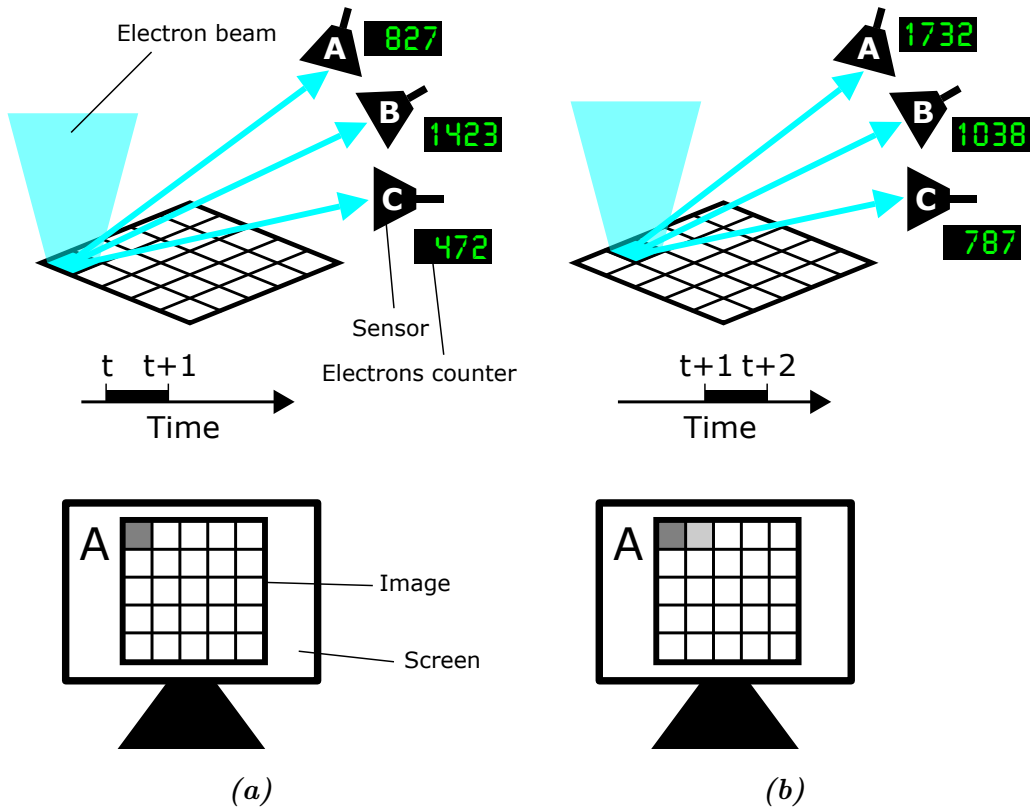 Electron beam
A
827
B
1423
C
472
Sensor
Electrons counter
t
t+1
Time
A
Image
Screen
(a)
A
1732
B
1038
C
787
t+1
t+2
Time
A
(b)